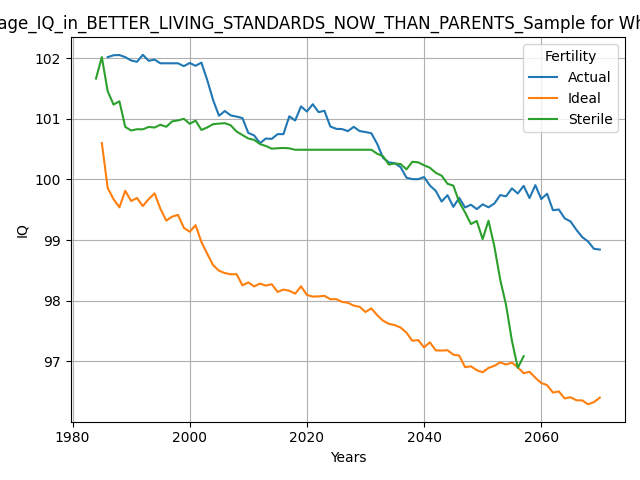 age_IQ_in_BETTER_LIVING_STANDARDS_NOW_THAN_PARENTS_Sample for Wh
Fertility
Actual
Ideal
Sterile
102
101
100
99
98
97
IQ
1980
2000
2020
2040
2060
Years